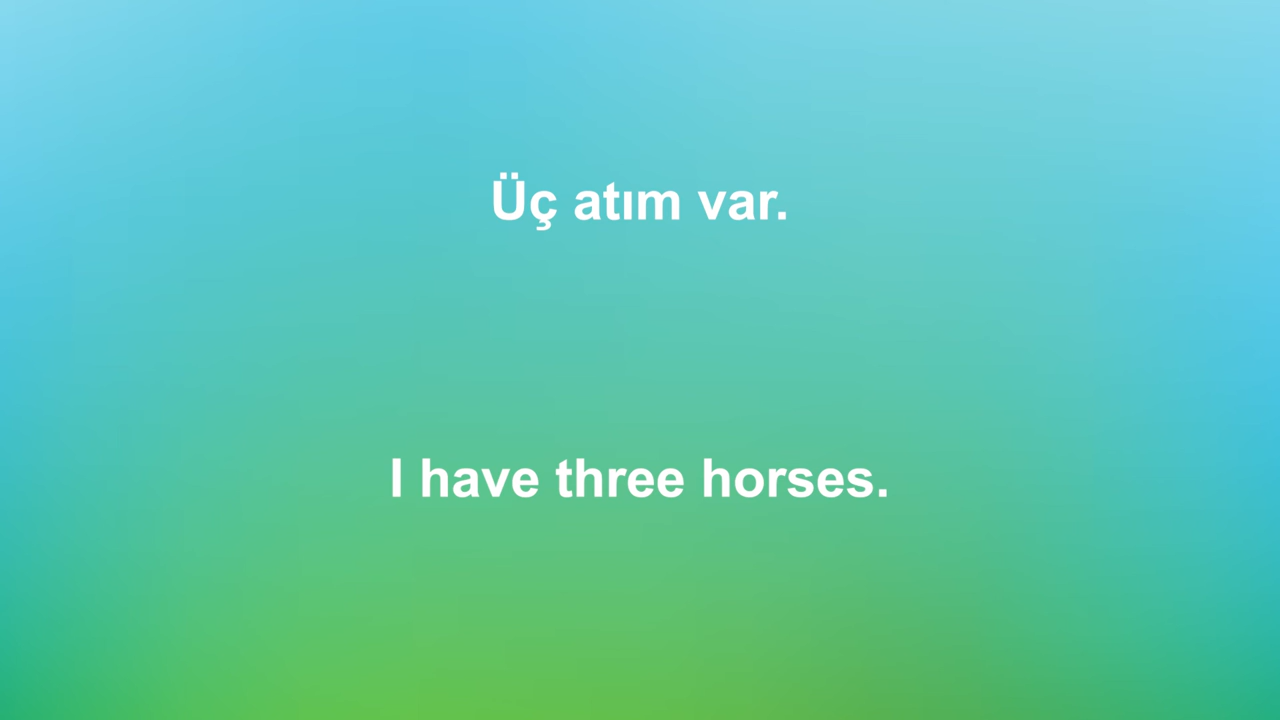 Üç atım var.
I have three horses.